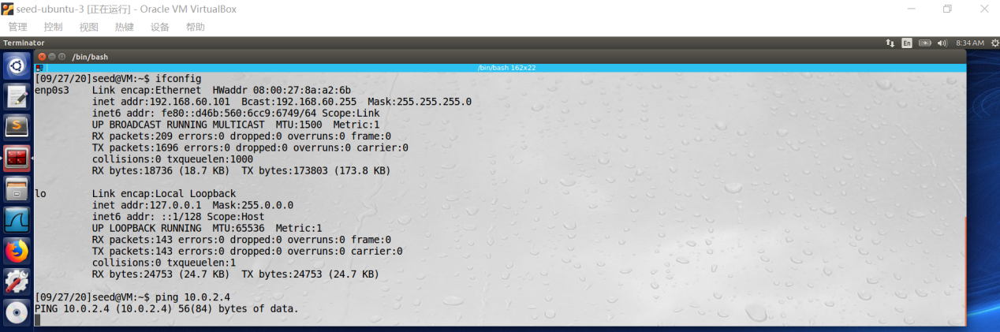 seed-ubuntu-3 [正在运行] - Oracle VM VirtualBox
管理 控制 视图 热键 设备 帮助
Terminator En 8:34 AM
/bin/bash
/bin/bash 162x22
[09/27/20]seed@VM:~$ ifconfig
enp0s3    Link encap:Ethernet  HWaddr 08:00:27:8a:a2:6b
          inet addr:192.168.60.101  Bcast:192.168.60.255  Mask:255.255.255.0
          inet6 addr: fe80::d46b:560:6cc9:6749/64 Scope:Link
          UP BROADCAST RUNNING MULTICAST  MTU:1500  Metric:1
          RX packets:209 errors:0 dropped:0 overruns:0 frame:0
          TX packets:1696 errors:0 dropped:0 overruns:0 carrier:0
          collisions:0 txqueuelen:1000
          RX bytes:18736 (18.7 KB)  TX bytes:173803 (173.8 KB)
lo        Link encap:Local Loopback
          inet addr:127.0.0.1  Mask:255.0.0.0
          inet6 addr: ::1/128 Scope:Host
          UP LOOPBACK RUNNING  MTU:65536  Metric:1
          RX packets:143 errors:0 dropped:0 overruns:0 frame:0
          TX packets:143 errors:0 dropped:0 overruns:0 carrier:0
          collisions:0 txqueuelen:1
          RX bytes:24753 (24.7 KB)  TX bytes:24753 (24.7 KB)
[09/27/20]seed@VM:~$ ping 10.0.2.4
PING 10.0.2.4 (10.0.2.4) 56(84) bytes of data.